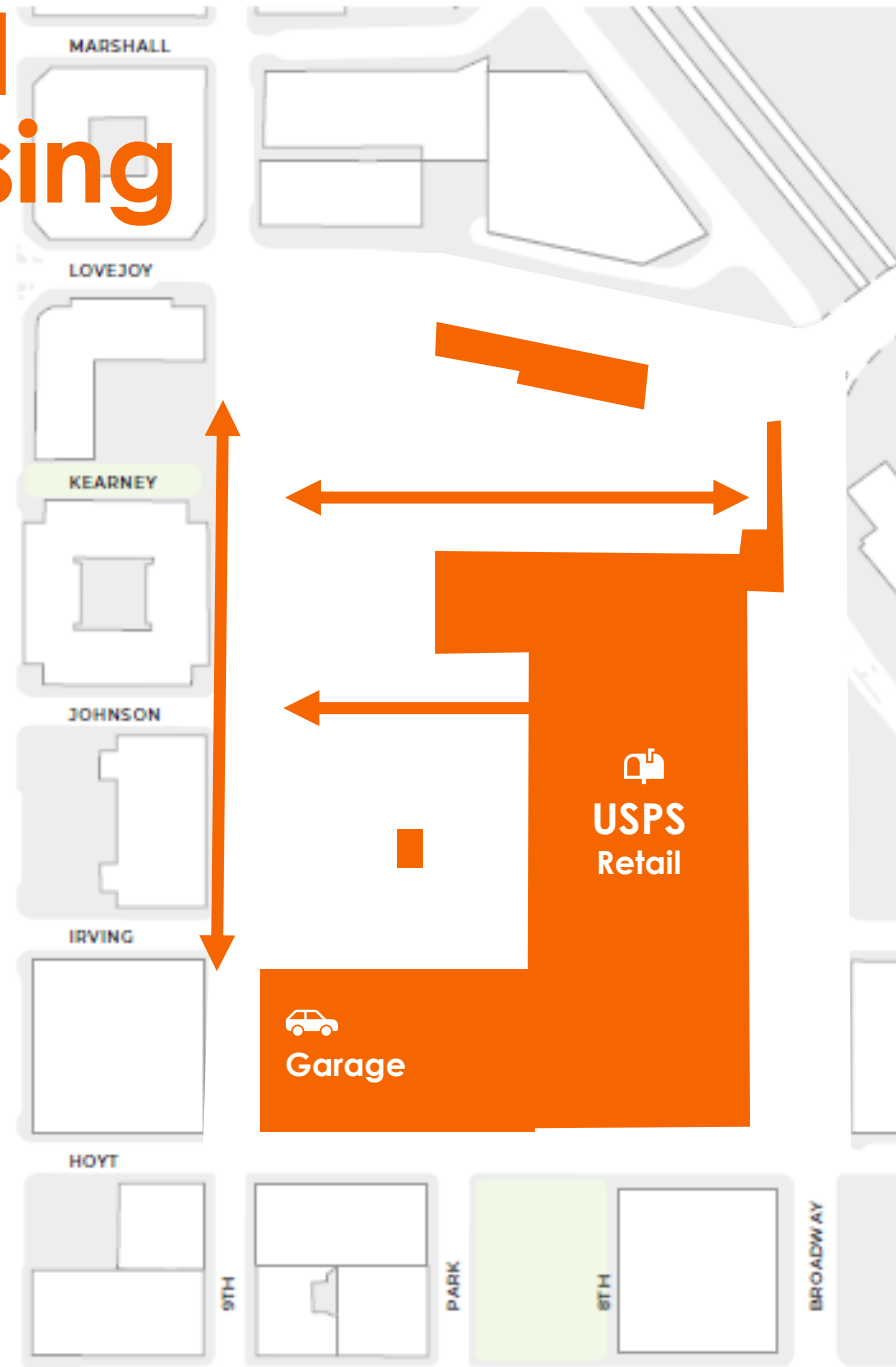 MARSHALL
sing
LOVEJOY
KEARNEY
JOHNSON
USPS
Retail
IRVING
Garage
HOYT
9TH
PARK
8TH
BROADWAY